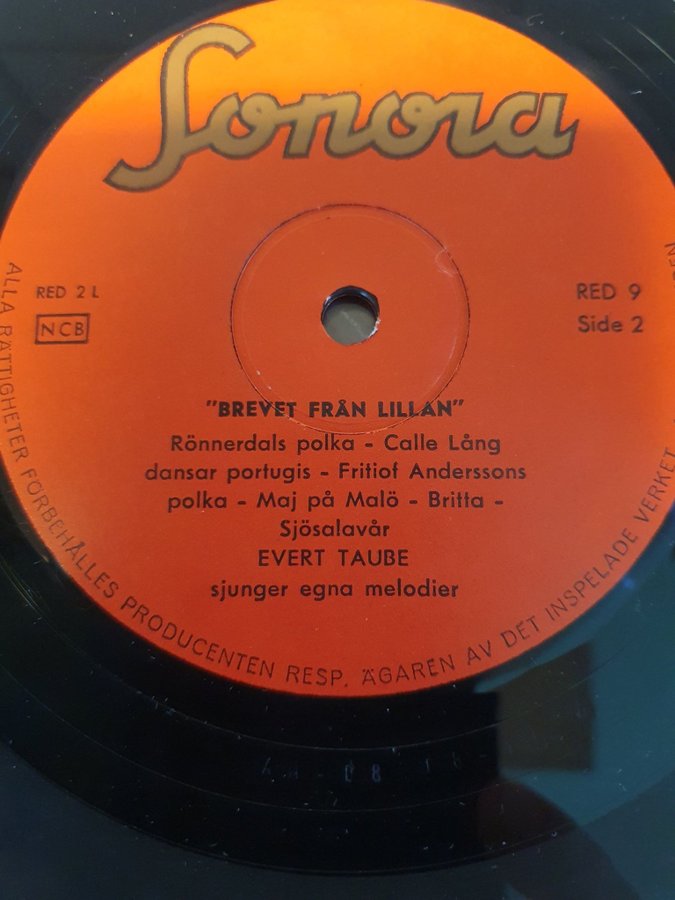 Sonora
RED 2 L
NCB
RED 9
Side 2
"BREVET FRÅN LILLAN"
Rönnerdals polka - Calle Lång
dansar portugis - Fritiof Anderssons
polka - Maj på Malö - Britta -
Sjösalavår
EVERT TAUBE
sjunger egna melodier
ALLA RÄTTIGHETER FÖRBEHÅLLES PRODUCENTEN RESP. ÄGAREN AV DET INSPELADE VERKET